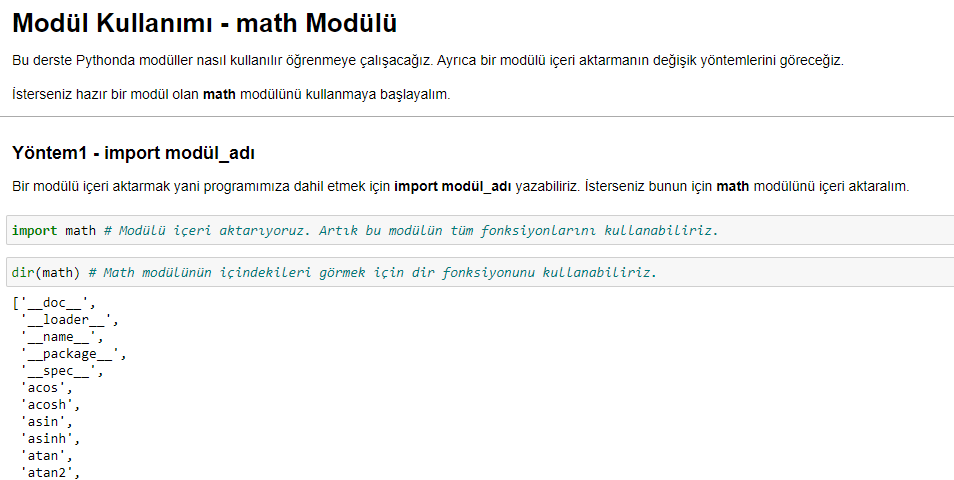 Modül Kullanımı - math Modülü
Bu derste Pythonda modüller nasıl kullanılır öğrenmeye çalışacağız. Ayrıca bir modülü içeri aktarmanın değişik yöntemlerini göreceğiz.
İsterseniz hazır bir modül olan math modülünü kullanmaya başlayalım.
Yöntem1 - import modül_adı
Bir modülü içeri aktarmak yani programımıza dahil etmek için import modül_adı yazabiliriz. İsterseniz bunun için math modülünü içeri aktaralım.
import math # Modülü içeri aktarıyoruz. Artık bu modülün tüm fonksiyonlarını kullanabiliriz.
dir(math) # Math modülünün içindekileri görmek için dir fonksiyonunu kullanabiliriz.
['__doc__',
'__loader__',
'__name__',
'__package__',
'__spec__',
'acos',
'acosh',
'asin',
'asinh',
'atan',
'atan2',